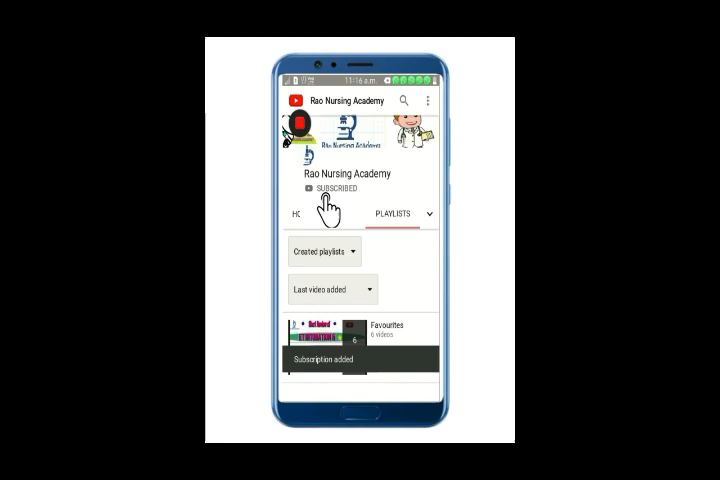 11:16 a.m.
Rao Nursing Academy
Rao Nursing Academy
Rao Nursing Academy
SUBSCRIBED
PLAYLISTS
Created playlists
Last video added
Favourites
6 videos
6
Subscription added